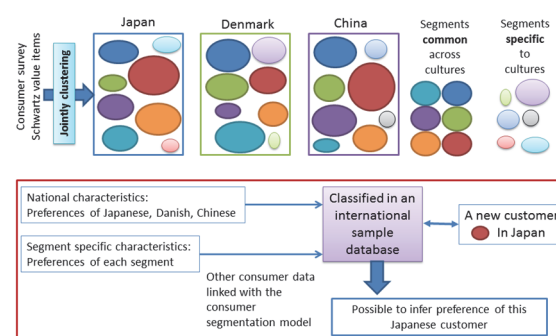 Consumer survey
Schwartz value items
Jointly clustering
Japan
Denmark
China
Segments
common
across
cultures
Segments
specific
to
cultures
National characteristics:
Preferences of Japanese, Danish, Chinese
Segment specific characteristics:
Preferences of each segment
Classified in an
international
sample
database
A new customer
In Japan
Other consumer data
linked with the
consumer
segmentation model
Possible to infer preference of this
Japanese customer